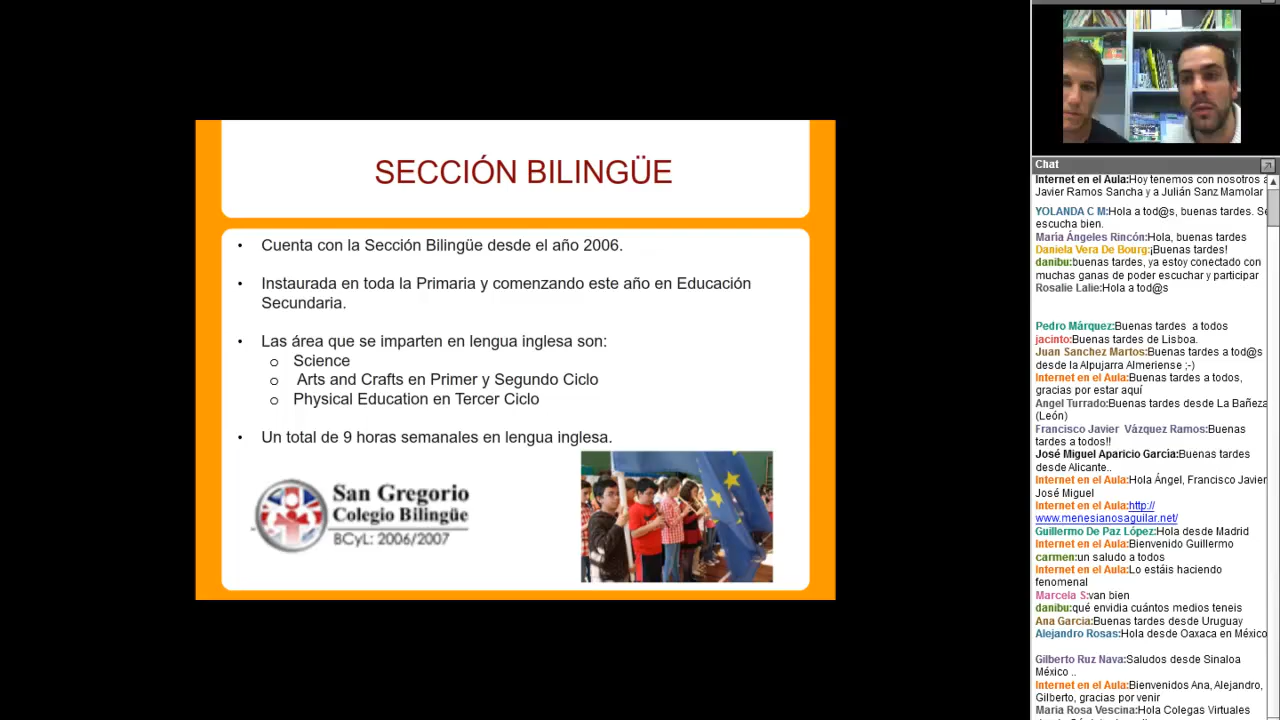 SECCIÓN BILINGÜE
• Cuenta con la Sección Bilingüe desde el año 2006.
• Instaurada en toda la Primaria y comenzando este año en Educación
Secundaria.
• Las área que se imparten en lengua inglesa son:
o Science
o Arts and Crafts en Primer y Segundo Ciclo
o Physical Education en Tercer Ciclo
• Un total de 9 horas semanales en lengua inglesa.
San Gregorio
Colegio Bilingüe
BCyL: 2006/2007
Chat
Internet en el Aula:Hoy tenemos con nosotros a
Javier Ramos Sancha y a Julián Sanz Mamolar
YOLANDA C M:Hola a tod@s, buenas tardes. Se
escucha bien.
María Ángeles Rincón:Hola, buenas tardes
Daniela Vera De Bourg:¡Buenas tardes!
danibu:buenas tardes, ya estoy conectado con
muchas ganas de poder escuchar y participar
Rosalie Lalie:Hola a tod@s
Pedro Márquez:Buenas tardes a todos
jacinto:Buenas tardes de Lisboa.
Juan Sanchez Martos:Buenas tardes a tod@s
desde la Alpujarra Almeriense ;-)
Internet en el Aula:Buenas tardes a todos,
gracias por estar aquí
Angel Turrado:Buenas tardes desde La Bañeza
(León)
Francisco Javier Vázquez Ramos:Buenas
tardes a todos!!
José Miguel Aparicio García:Buenas tardes
desde Alicante..
Internet en el Aula:Hola Ángel, Francisco Javier
José Miguel
Internet en el Aula:http://
www.menesianosaguilar.net/
Guillermo De Paz López:Hola desde Madrid
Internet en el Aula:Bienvenido Guillermo
carmen:un saludo a todos
Internet en el Aula:Lo estáis haciendo
fenomenal
Marcela S:van bien
danibu:qué envidia cuántos medios teneis
Ana Garcia:Buenas tardes desde Uruguay
Alejandro Rosas:Hola desde Oaxaca en México
Gilberto Ruz Nava:Saludos desde Sinaloa
México ..
Internet en el Aula:Bienvenidos Ana, Alejandro,
Gilberto, gracias por venir
Maria Rosa Vescina:Hola Colegas Virtuales